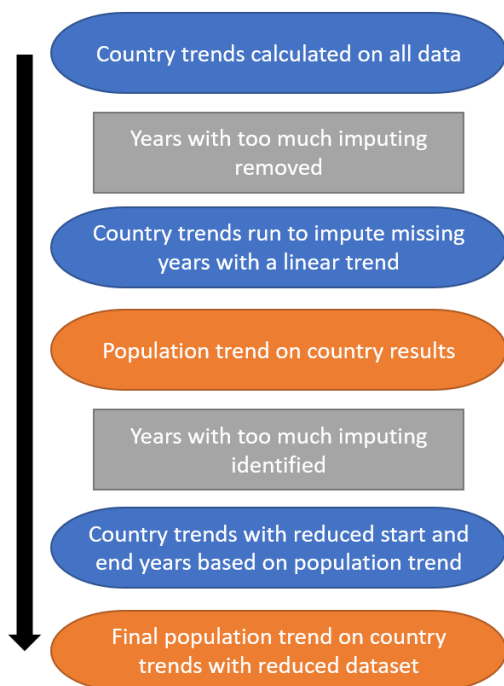 Country trends calculated on all data
Years with too much imputing
removed
Country trends run to impute missing
years with a linear trend
Population trend on country results
Years with too much imputing
identified
Country trends with reduced start and
end years based on population trend
Final population trend on country
trends with reduced dataset